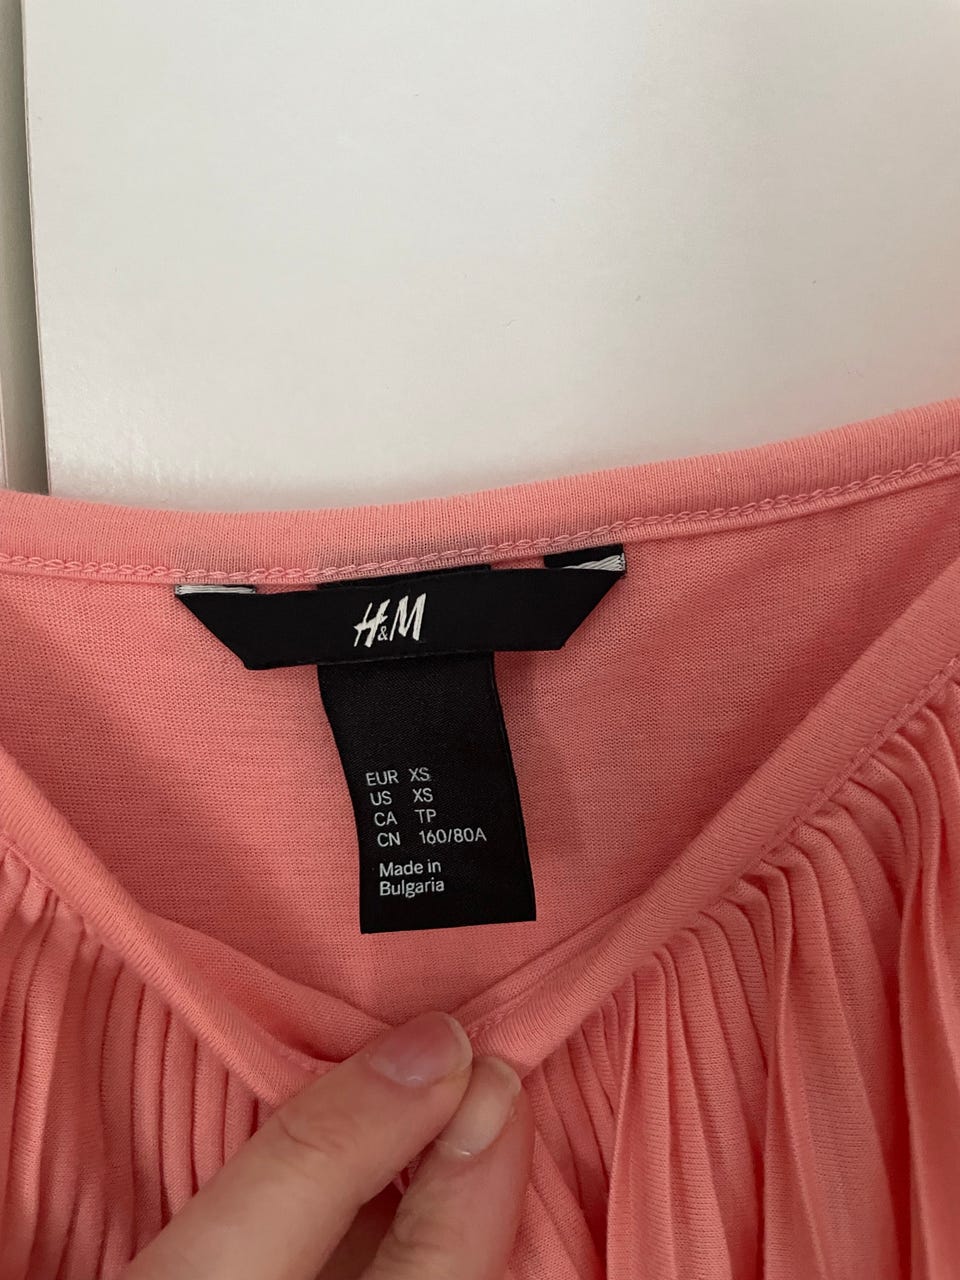 H&M
EUR XS
US XS
CA TP
CN 160/80A
Made in
Bulgaria